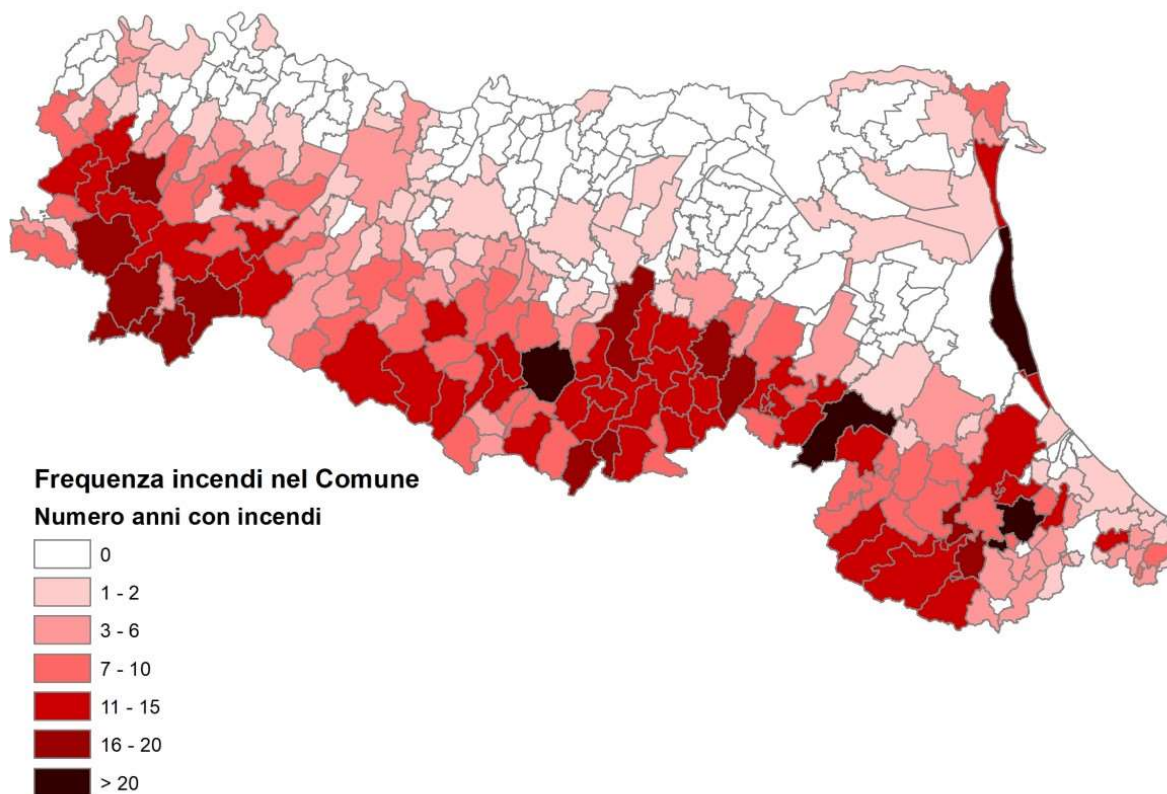 Frequenza incendi nel Comune
Numero anni con incendi
0
1 - 2
3 - 6
7 - 10
11 - 15
16 - 20
> 20